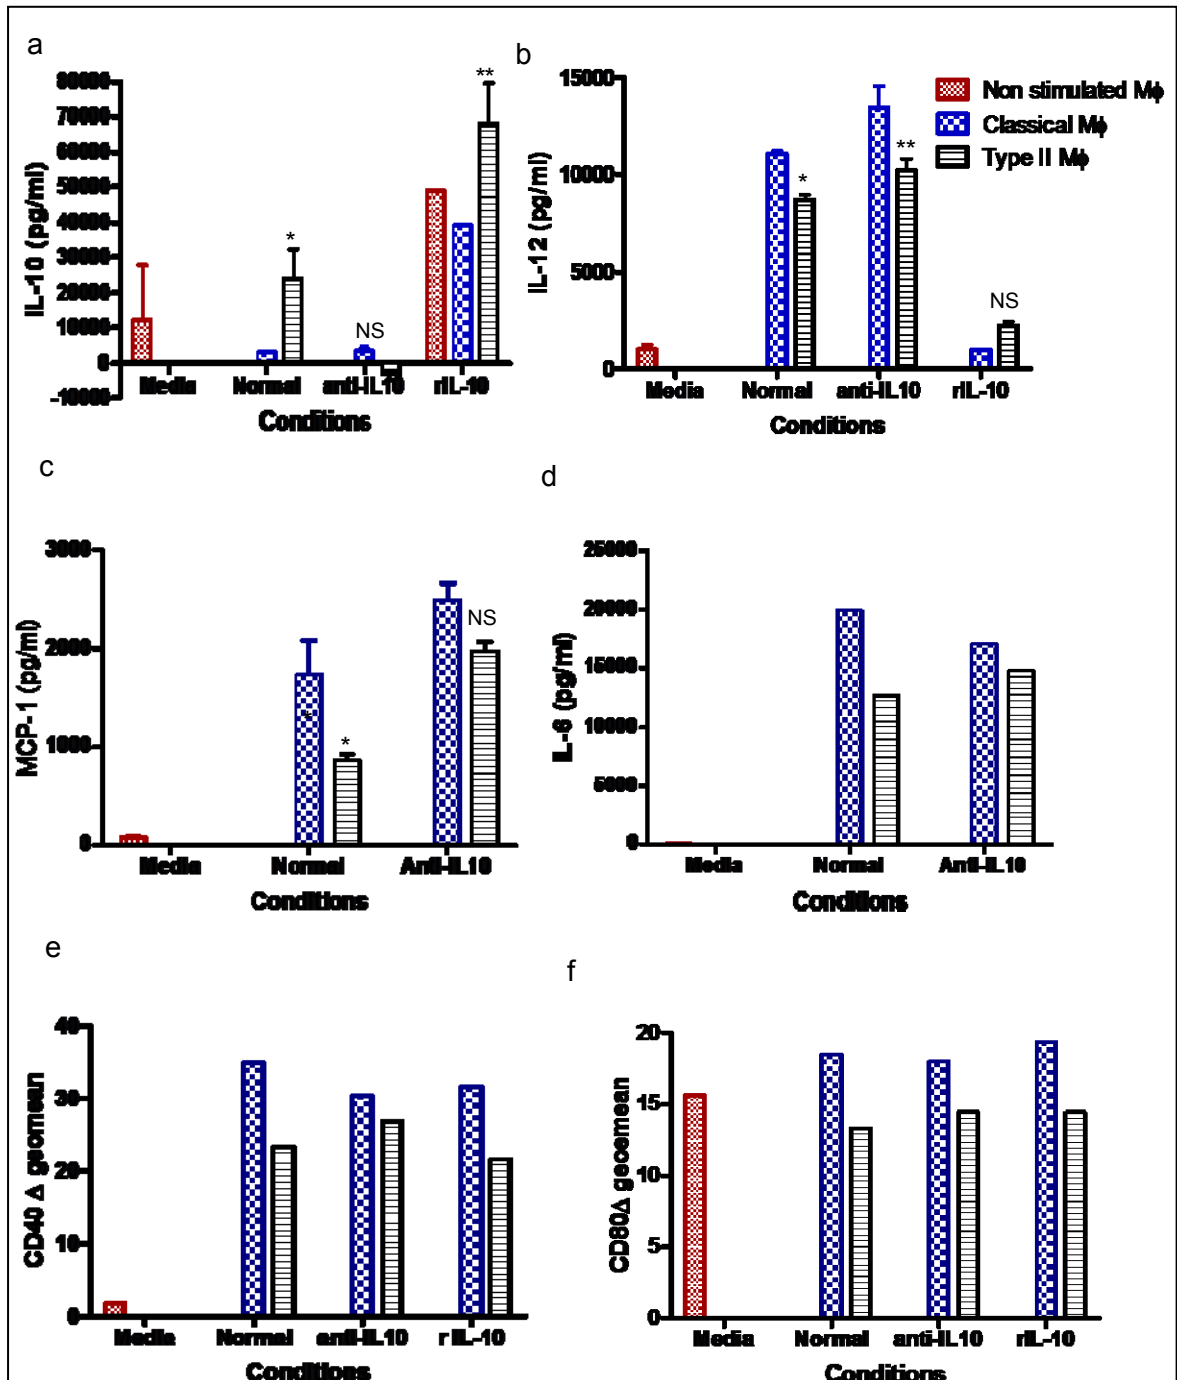 a
IL-10 (pg/ml)
80000
70000
60000
50000
40000
30000
20000
10000
0
-10000
*
NS
**
Media Normal anti-IL10 rIL-10
Conditions
b
IL-12 (pg/ml)
15000
10000
5000
0
*
**
NS
Media Normal anti-IL10 rIL-10
Conditions
Non stimulated Mϕ
Classical Mϕ
Type II Mϕ
c
MCP-1 (pg/ml)
3000
2000
1000
0
*
NS
Media Normal Anti-IL10
Conditions
d
IL-6 (pg/ml)
25000
20000
15000
10000
5000
0
Media Normal Anti-IL10
Conditions
e
CD40 Δ geomean
40
30
20
10
0
Media Normal anti-IL10 rIL-10
Conditions
f
CD80Δ geoemean
20
15
10
5
0
Media Normal anti-IL10 rIL-10
Conditions